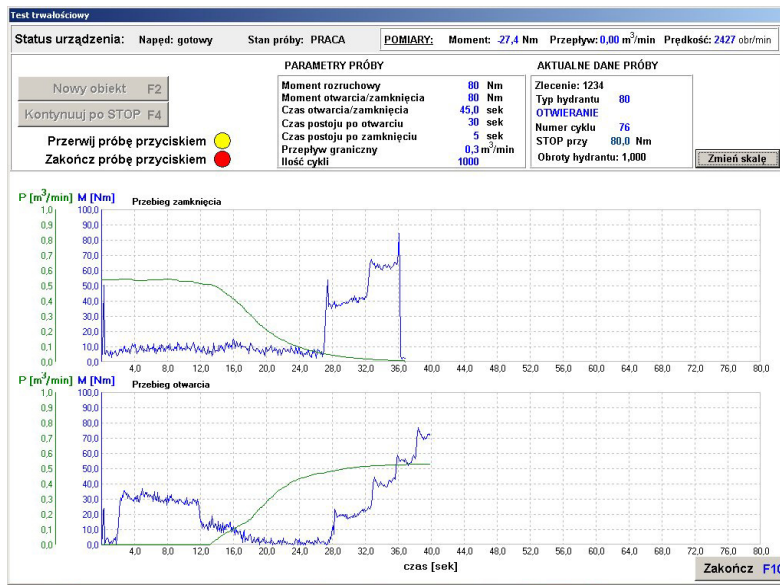 Test trwałościowy
Status urządzenia: Napęd: gotowy Stan próby: PRACA POMIARY: Moment: -27,4 Nm Przepływ: 0,00 m³/min Prędkość: 2427 obr/min
PARAMETRY PRÓBY
AKTUALNE DANE PRÓBY
Nowy obiekt F2
Kontynuuj po STOP F4
Przerwij próbę przyciskiem
Zakończ próbę przyciskiem
Moment rozruchowy 80 Nm
Moment otwarcia/zamknięcia 80 Nm
Czas otwarcia/zamknięcia 45,0 sek
Czas postoju po otwarciu 30 sek
Czas postoju po zamknięciu 5 sek
Przepływ graniczny 0,3 m³/min
Ilość cykli 1000
Zlecenie: 1234
Typ hydrantu 80
OTWIERANIE
Numer cyklu 76
STOP przy 80,0 Nm
Obroty hydrantu: 1,000
Zmień skalę
P [m³/min] M [Nm] Przebieg zamknięcia
1,0 100,0
0,9 90,0
0,8 80,0
0,7 70,0
0,6 60,0
0,5 50,0
0,4 40,0
0,3 30,0
0,2 20,0
0,1 10,0
0,0 0,0
4,0 8,0 12,0 16,0 20,0 24,0 28,0 32,0 36,0 40,0 44,0 48,0 52,0 56,0 60,0 64,0 68,0 72,0 76,0 80,0
P [m³/min] M [Nm] Przebieg otwarcia
1,0 100,0
0,9 90,0
0,8 80,0
0,7 70,0
0,6 60,0
0,5 50,0
0,4 40,0
0,3 30,0
0,2 20,0
0,1 10,0
0,0 0,0
4,0 8,0 12,0 16,0 20,0 24,0 28,0 32,0 36,0 40,0 44,0 48,0 52,0 56,0 60,0 64,0 68,0 72,0 76,0 80,0
czas [sek]
Zakończ F10